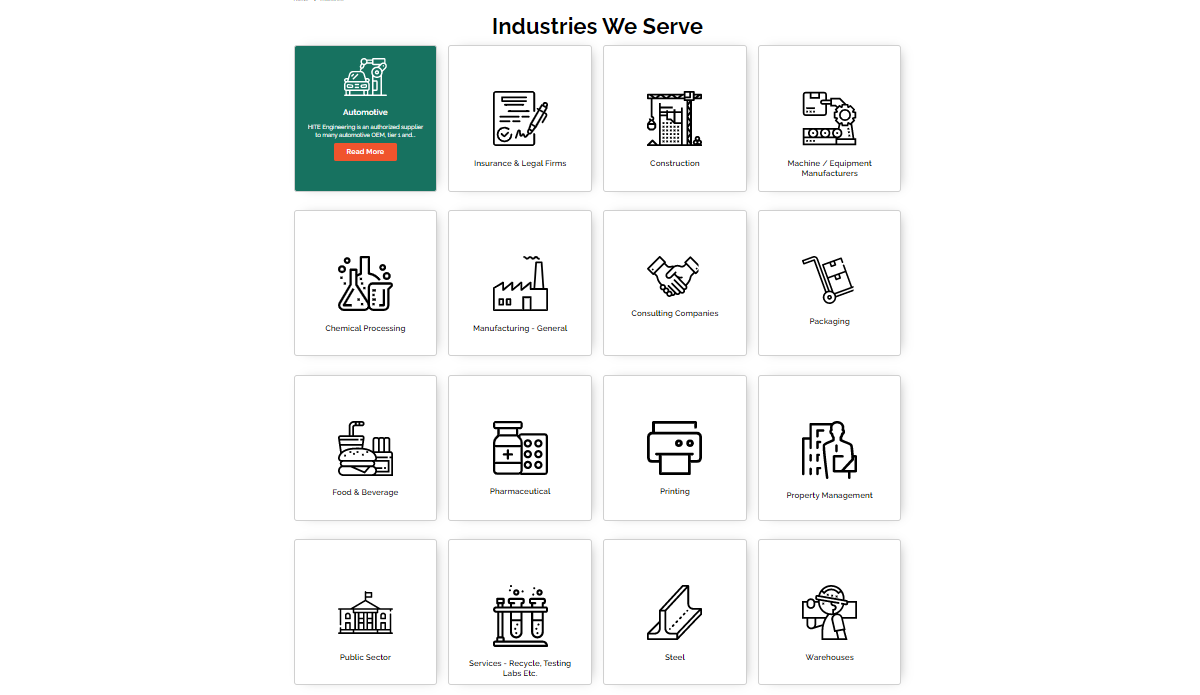 Industries We Serve
Automotive
HITE Engineering is an authorized supplier
to many automotive OEM, tier 1 and...
Read More
Insurance & Legal Firms
Construction
Machine / Equipment
Manufacturers
Chemical Processing
Manufacturing - General
Consulting Companies
Packaging
Food & Beverage
Pharmaceutical
Printing
Property Management
Public Sector
Services - Recycle, Testing
Labs Etc.
Steel
Warehouses